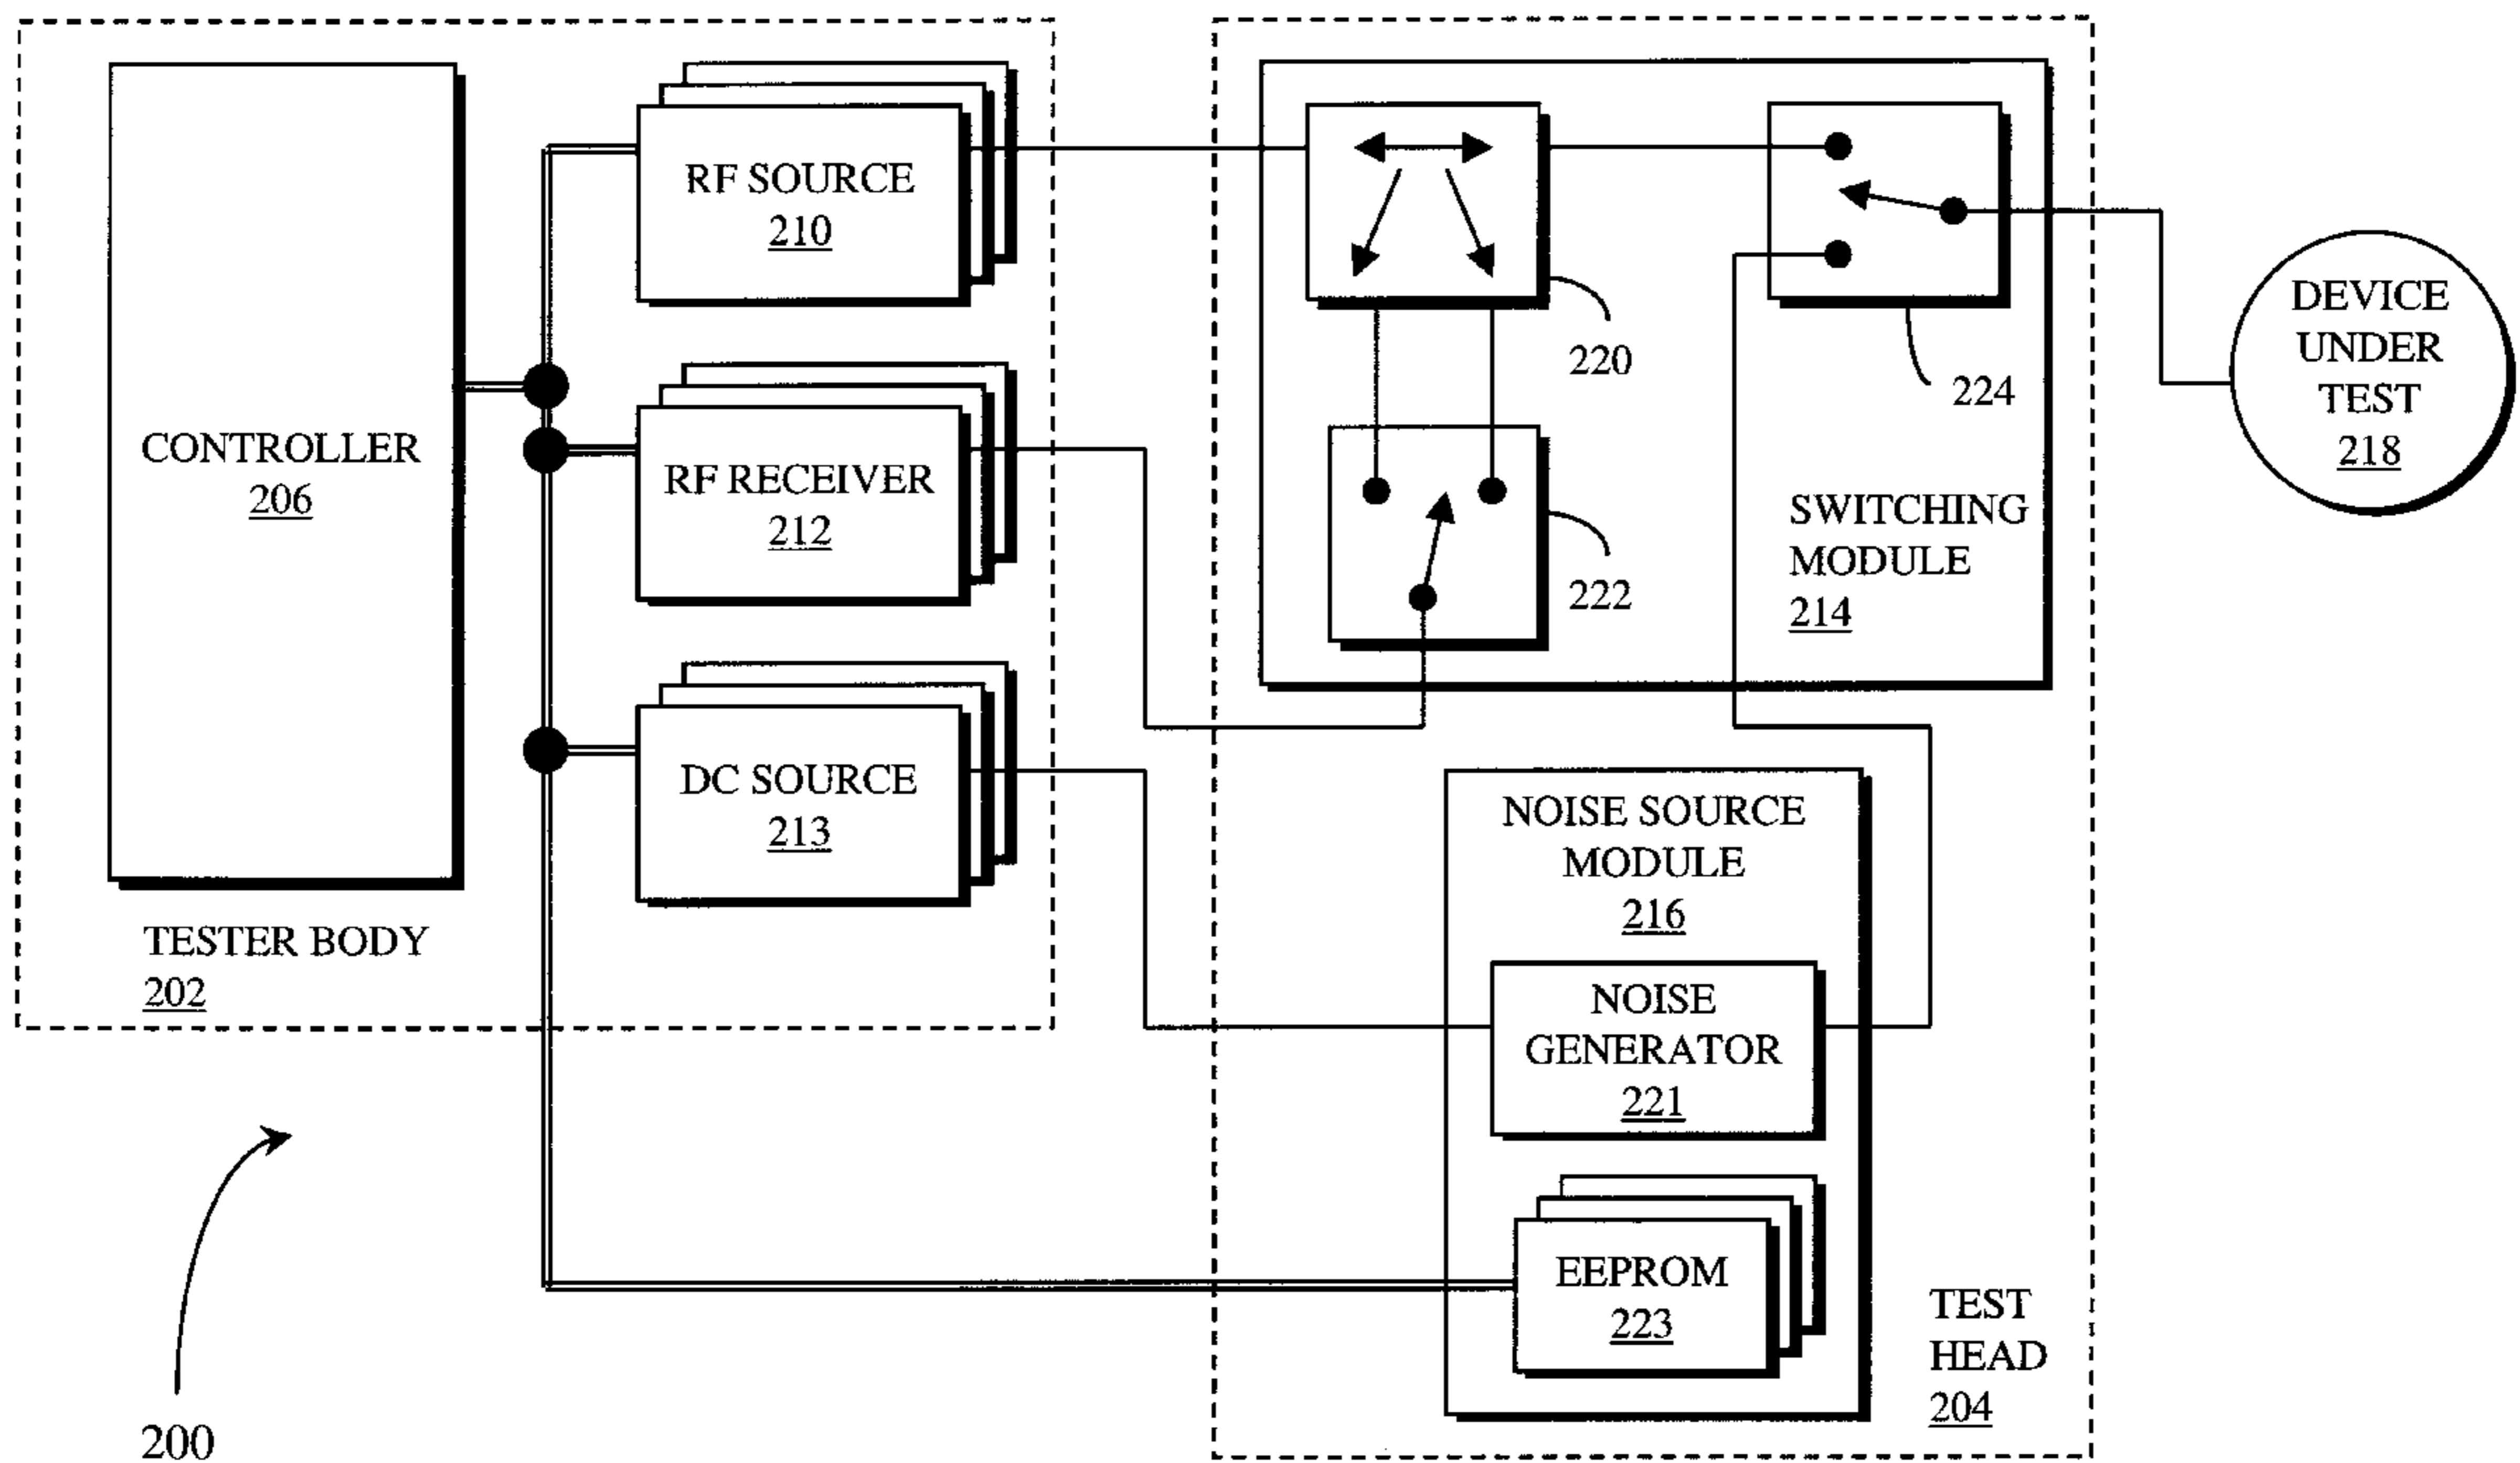 CONTROLLER
206
TESTER BODY
202
RF SOURCE
210
RF RECEIVER
212
DC SOURCE
213
220
222
224
SWITCHING
MODULE
214
DEVICE
UNDER
TEST
218
NOISE SOURCE
MODULE
216
NOISE
GENERATOR
221
EEPROM
223
TEST
HEAD
204
200